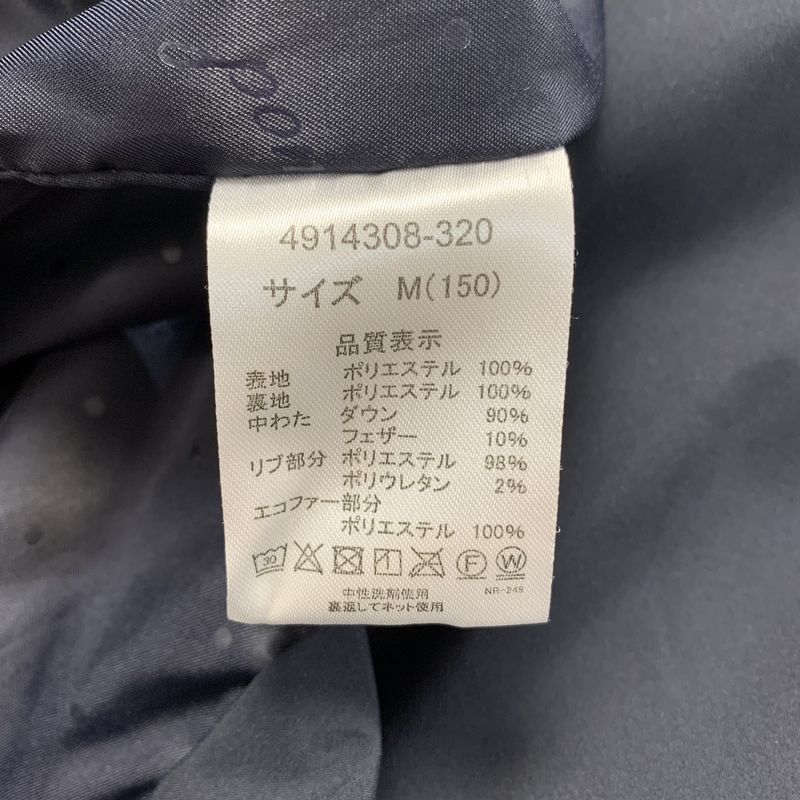 por
4914308-320
サイズ M(150)
品質表示
表地 ポリエステル 100%
裏地 ポリエステル 100%
中わた ダウン 90%
フェザー 10%
リブ部分 ポリエステル 98%
ポリウレタン 2%
エコファー部分
ポリエステル 100%
30 F W
中性洗剤使用 NR-249
裏返してネット使用